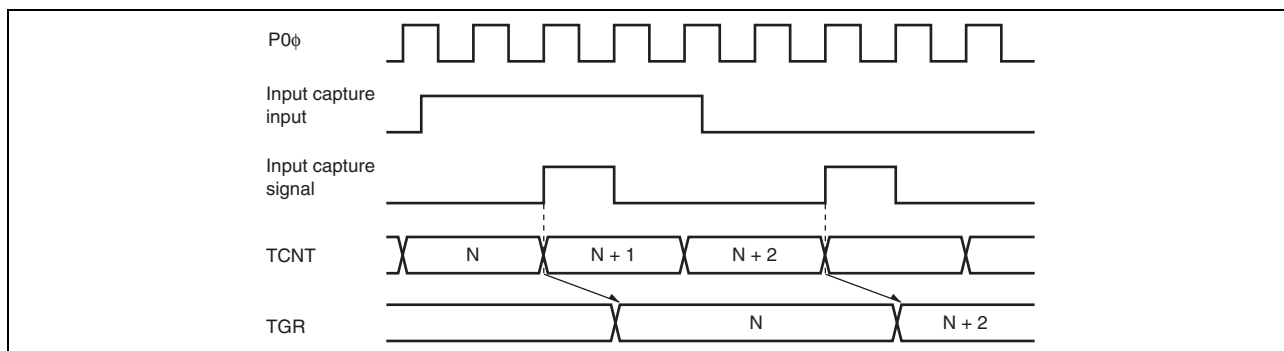 P0ϕ
Input capture
input
Input capture
signal
TCNT
N
N + 1
N + 2
TGR
N
N + 2